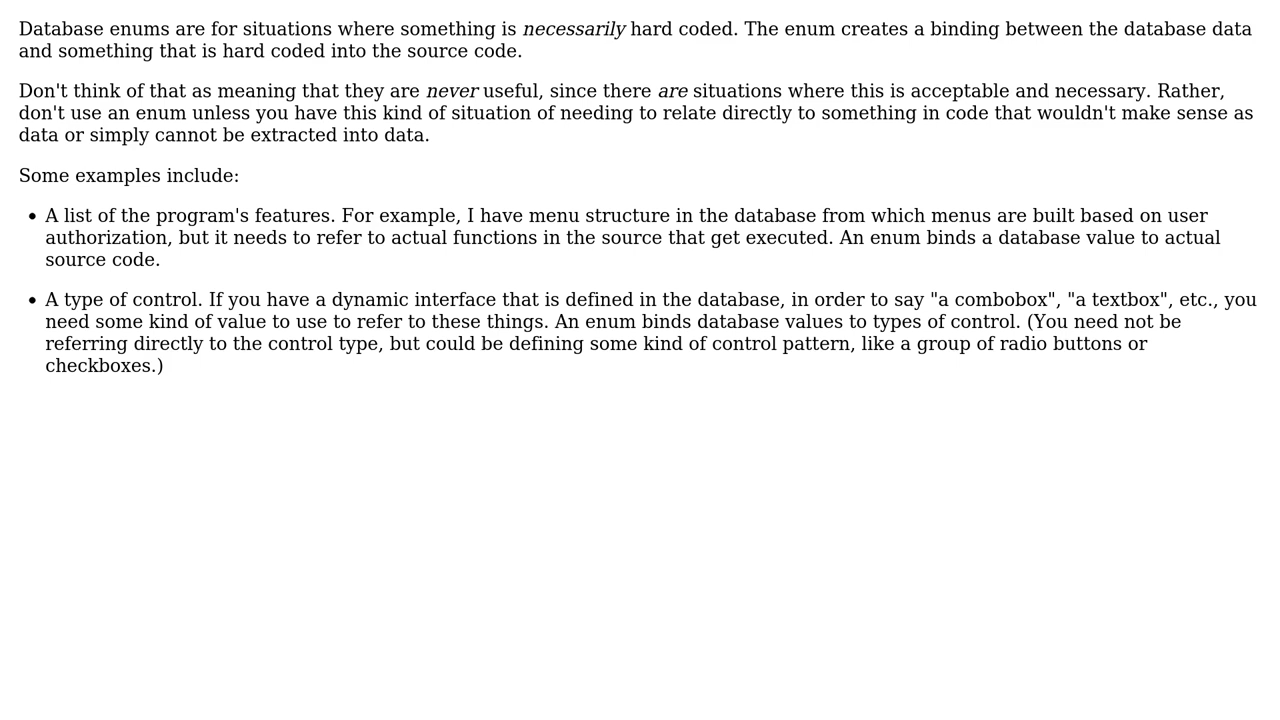 Database enums are for situations where something is necessarily hard coded. The enum creates a binding between the database data
and something that is hard coded into the source code.
Don't think of that as meaning that they are never useful, since there are situations where this is acceptable and necessary. Rather,
don't use an enum unless you have this kind of situation of needing to relate directly to something in code that wouldn't make sense as
data or simply cannot be extracted into data.
Some examples include:
• A list of the program's features. For example, I have menu structure in the database from which menus are built based on user
authorization, but it needs to refer to actual functions in the source that get executed. An enum binds a database value to actual
source code.
• A type of control. If you have a dynamic interface that is defined in the database, in order to say "a combobox", "a textbox", etc., you
need some kind of value to use to refer to these things. An enum binds database values to types of control. (You need not be
referring directly to the control type, but could be defining some kind of control pattern, like a group of radio buttons or
checkboxes.)